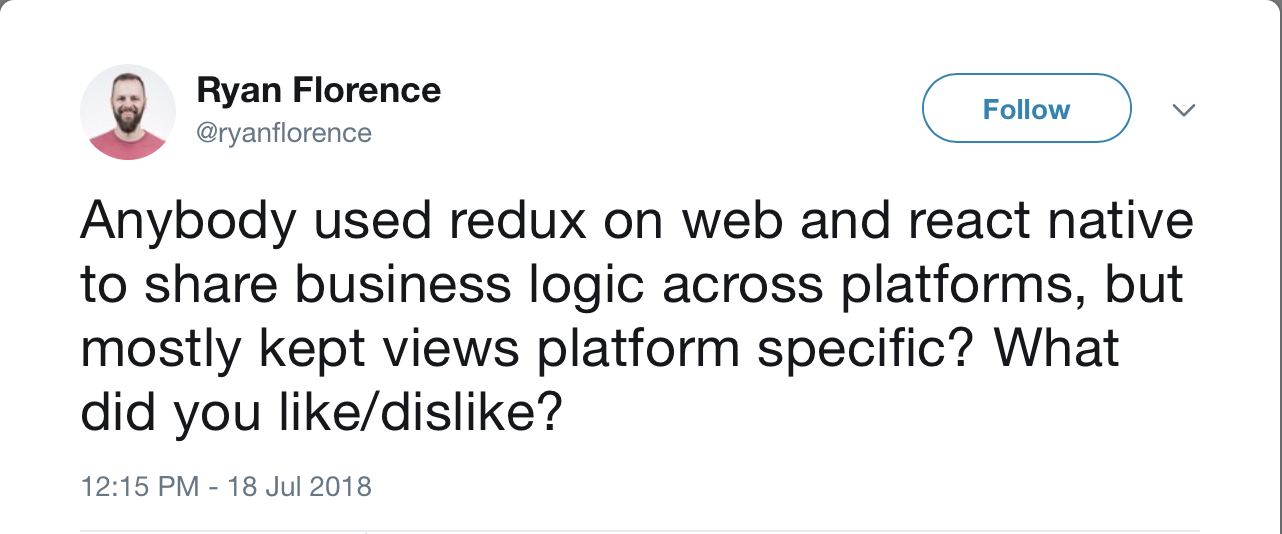 Ryan Florence
@ryanflorence
Follow
Anybody used redux on web and react native
to share business logic across platforms, but
mostly kept views platform specific? What
did you like/dislike?
12:15 PM - 18 Jul 2018